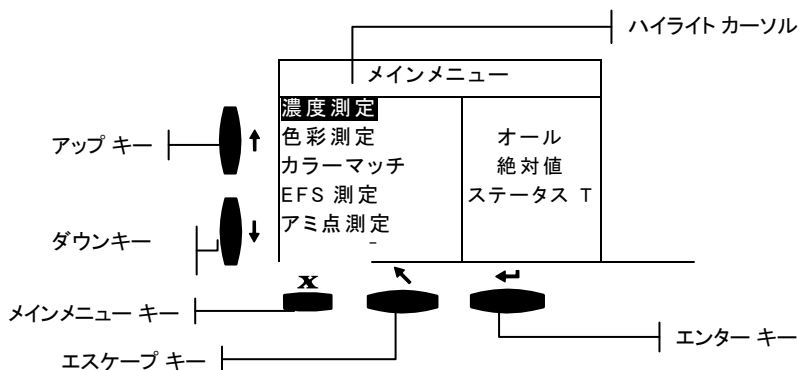 ハイライト カーソル
メインメニュー
濃度測定
色彩測定
カラーマッチ
EFS 測定
アミ点測定
オール
絶対値
ステータス T
アップ キー
ダウンキー
x
メインメニュー キー
エスケープ キー
エンター キー